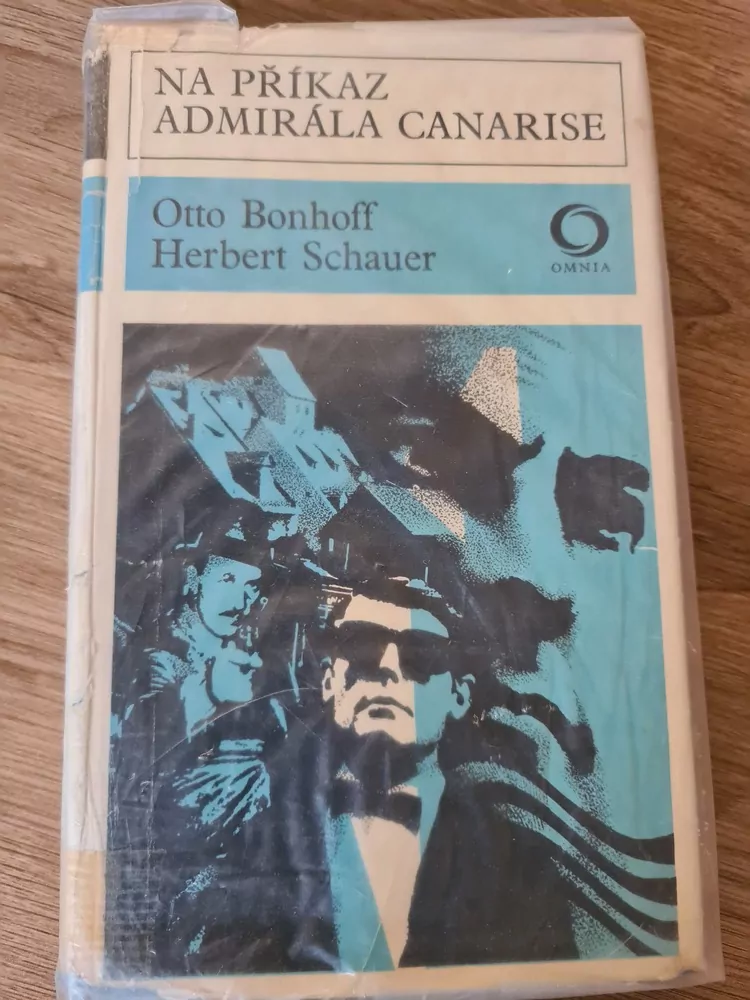 NA PŘÍKAZ
ADMIRÁLA CANARISE
Otto Bonhoff
Herbert Schauer
OMNIA